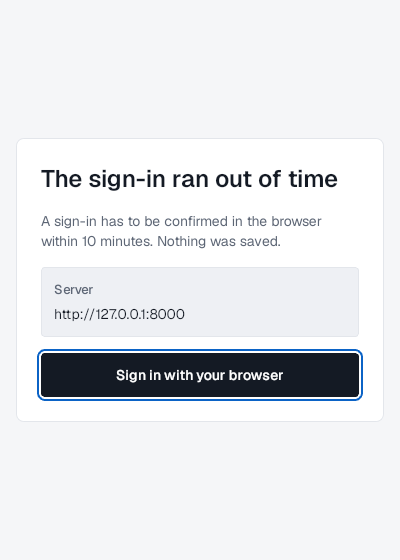 The sign-in ran out of time
A sign-in has to be confirmed in the browser
within 10 minutes. Nothing was saved.
Server
http://127.0.0.1:8000
Sign in with your browser